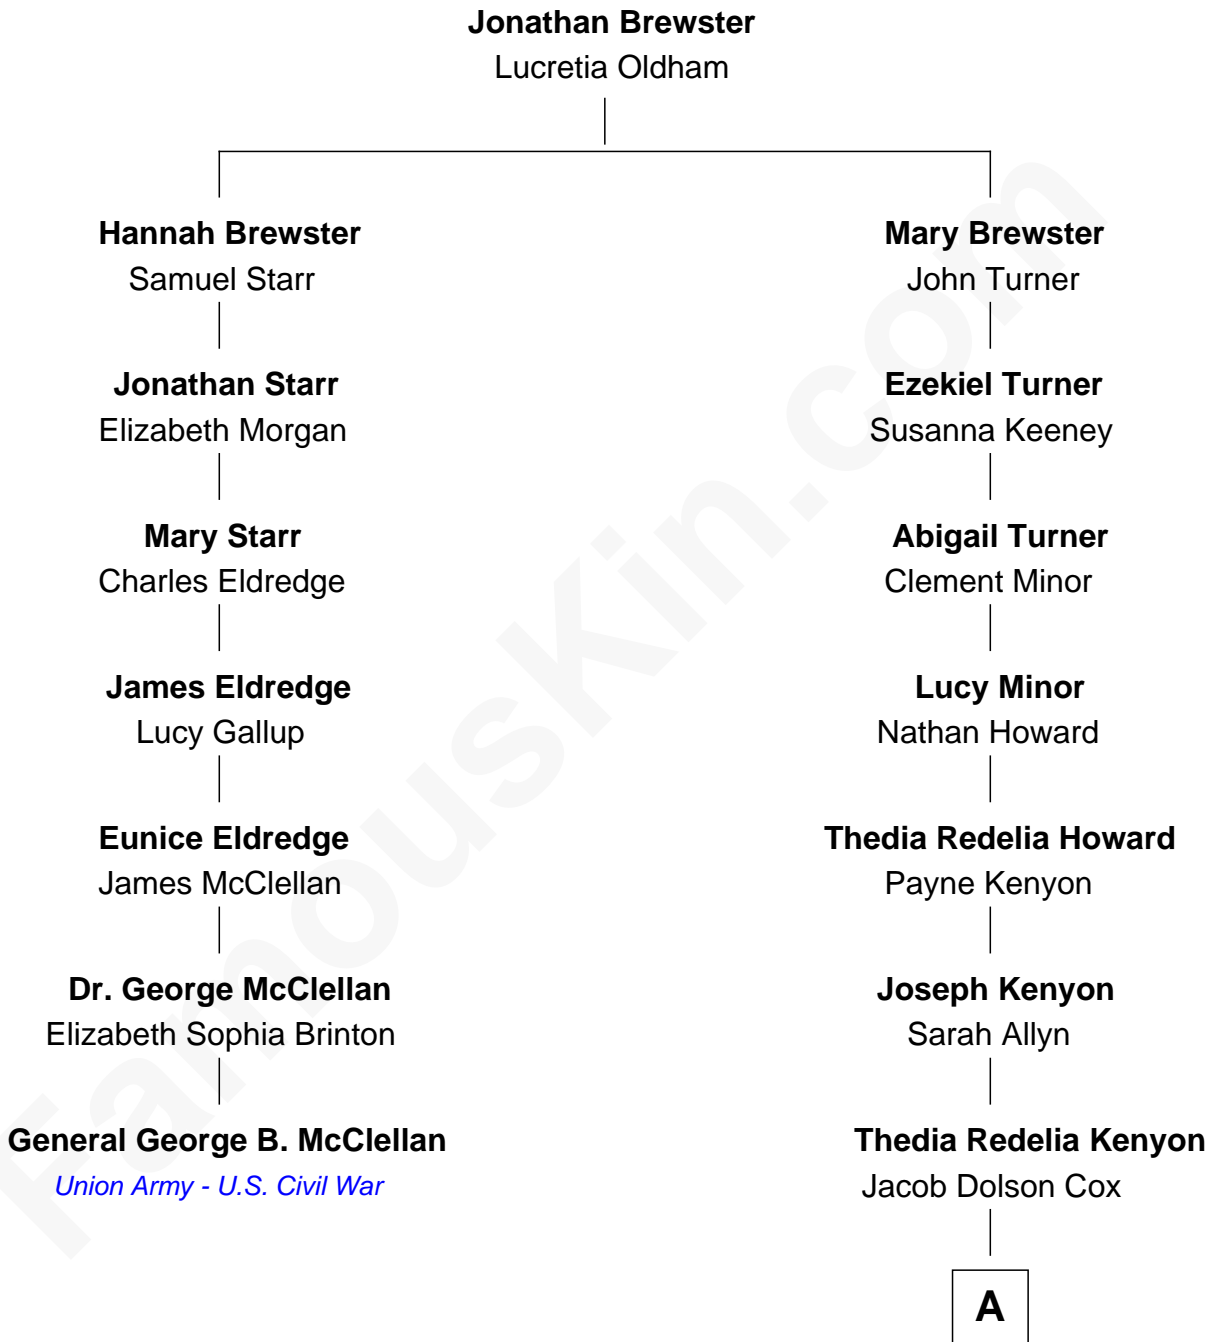 Jonathan Brewster
Lucretia Oldham
Hannah Brewster
Samuel Starr
Jonathan Starr
Elizabeth Morgan
Mary Starr
Charles Eldredge
James Eldredge
Lucy Gallup
Eunice Eldredge
James McClellan
Dr. George McClellan
Elizabeth Sophia Brinton
General George B. McClellan
Union Army - U.S. Civil War
Mary Brewster
John Turner
Ezekiel Turner
Susanna Keeney
Abigail Turner
Clement Minor
Lucy Minor
Nathan Howard
Thedia Redelia Howard
Payne Kenyon
Joseph Kenyon
Sarah Allyn
Thedia Redelia Kenyon
Jacob Dolson Cox
A
FamousKin.com